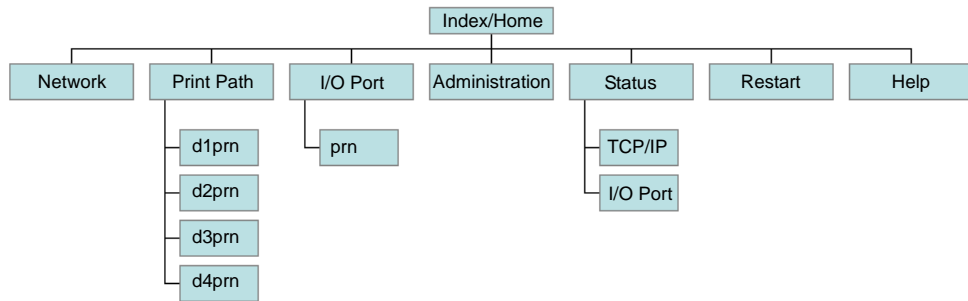 Index/Home
Network
Print Path
I/O Port
Administration
Status
Restart
Help
d1prn
d2prn
d3prn
d4prn
prn
TCP/IP
I/O Port